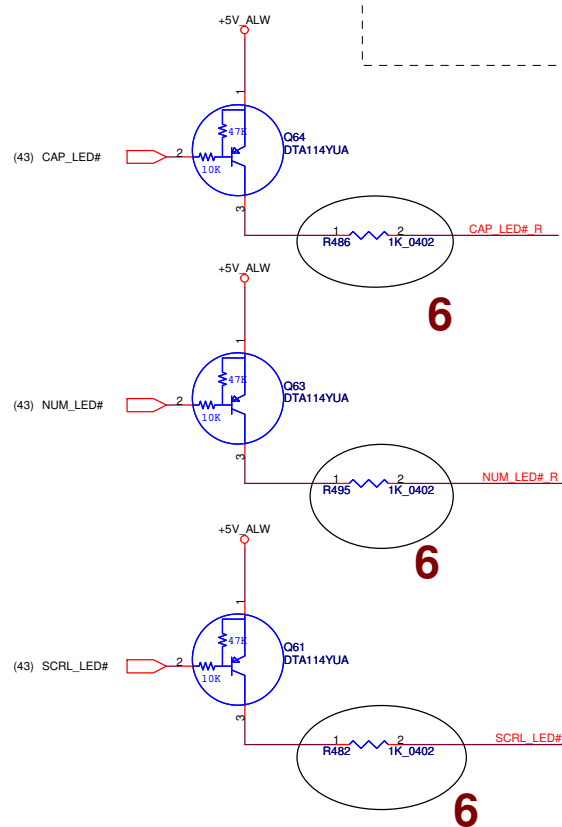 +5V_ALW
1
47K
Q64
DTA114YUA
(43) CAP_LED#
2
10K
3
1 2
R486 1K_0402
CAP_LED#_R
6
+5V_ALW
1
47K
Q63
DTA114YUA
(43) NUM_LED#
2
10K
3
1 2
R495 1K_0402
NUM_LED#_R
6
+5V_ALW
1
47K
Q61
DTA114YUA
(43) SCRL_LED#
2
10K
3
1 2
R482 1K_0402
SCRL_LED#
6